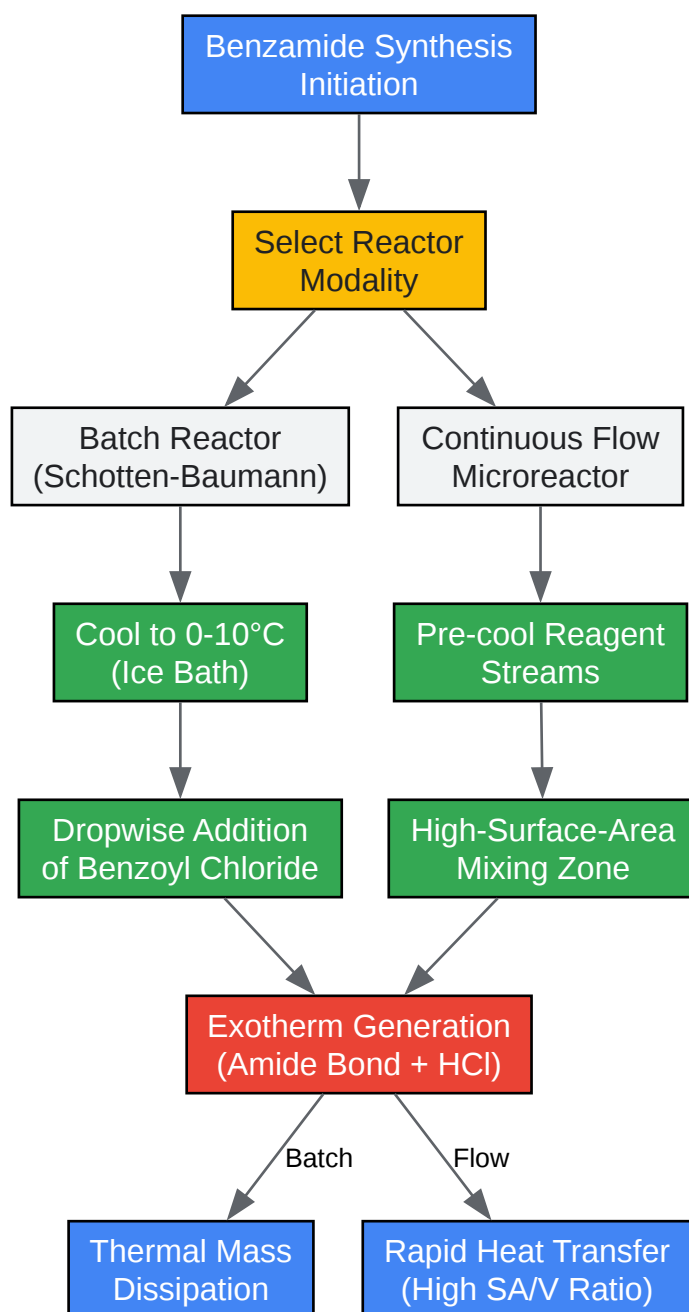 Benzamide Synthesis
Initiation
Select Reactor
Modality
Batch Reactor
(Schotten-Baumann)
Continuous Flow
Microreactor
Cool to 0-10°C
(Ice Bath)
Pre-cool Reagent
Streams
Dropwise Addition
of Benzoyl Chloride
High-Surface-Area
Mixing Zone
Exotherm Generation
(Amide Bond + HCl)
Batch
Flow
Thermal Mass
Dissipation
Rapid Heat Transfer
(High SA/V Ratio)